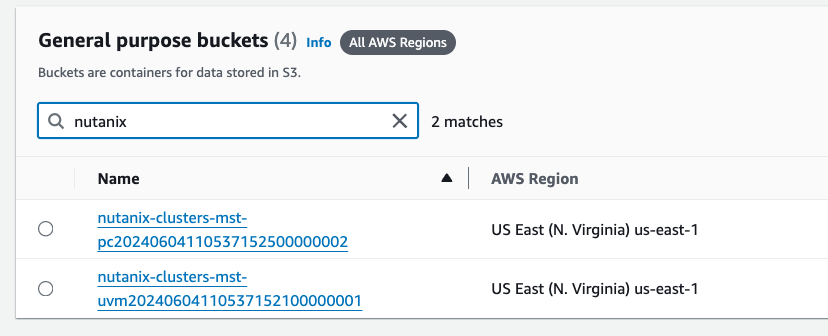 General purpose buckets (4) Info All AWS Regions
Buckets are containers for data stored in S3.
nutanix 2 matches
Name AWS Region
nutanix-clusters-mst-
pc20240604110537152500000002 US East (N. Virginia) us-east-1
nutanix-clusters-mst-
uvm20240604110537152100000001 US East (N. Virginia) us-east-1